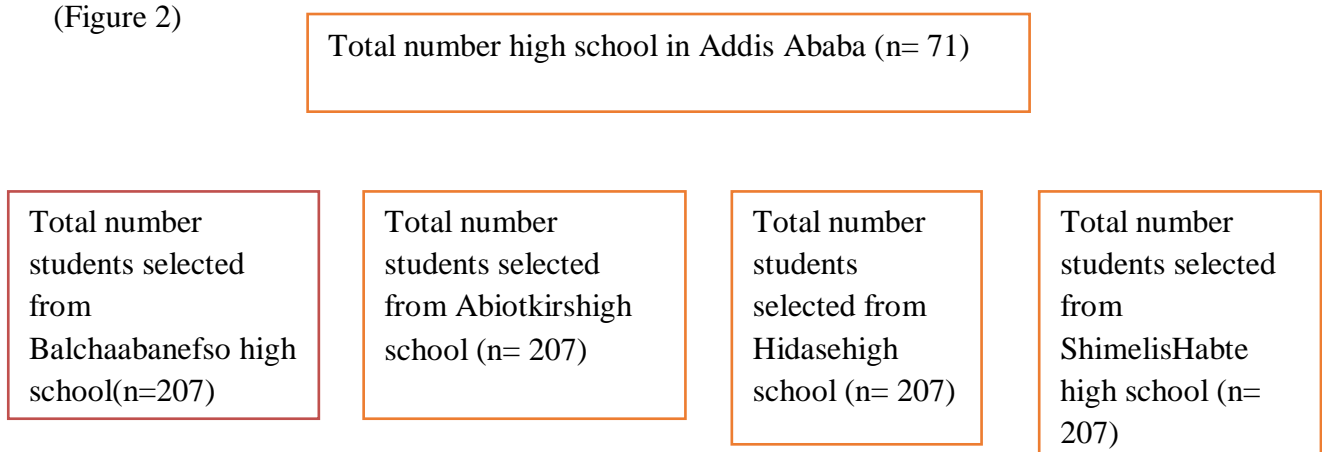 (Figure 2)
Total number high school in Addis Ababa (n= 71)
Total number
students selected
from
Balchaabanefso high
school(n=207)
Total number
students selected
from Abiotkirshigh
school (n= 207)
Total number
students
selected from
Hidasehigh
school (n= 207)
Total number
students selected
from
ShimelisHabte
high school (n=
207)